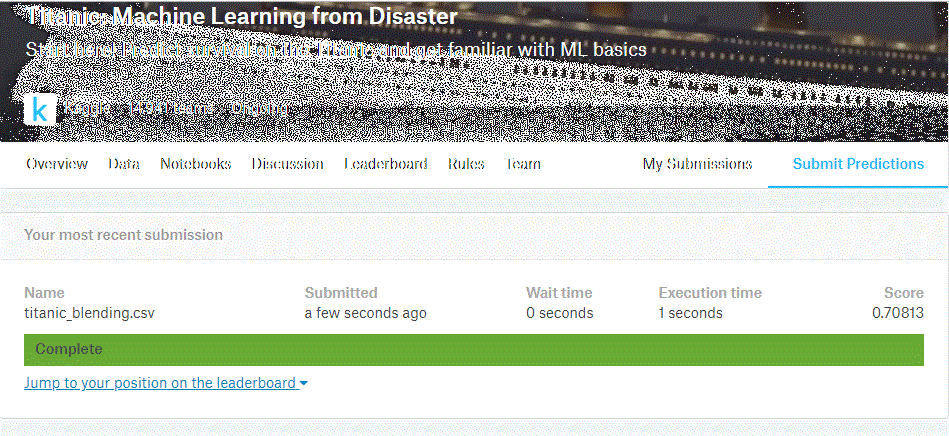 Titanic: Machine Learning from Disaster
Start here! Predict survival on the Titanic and get familiar with ML basics
k
Overview Data Notebooks Discussion Leaderboard Rules Team My Submissions Submit Predictions
Your most recent submission
Name Submitted Wait time Execution time Score
titanic_blending.csv a few seconds ago 0 seconds 1 seconds 0.70813
Complete
Jump to your position on the leaderboard